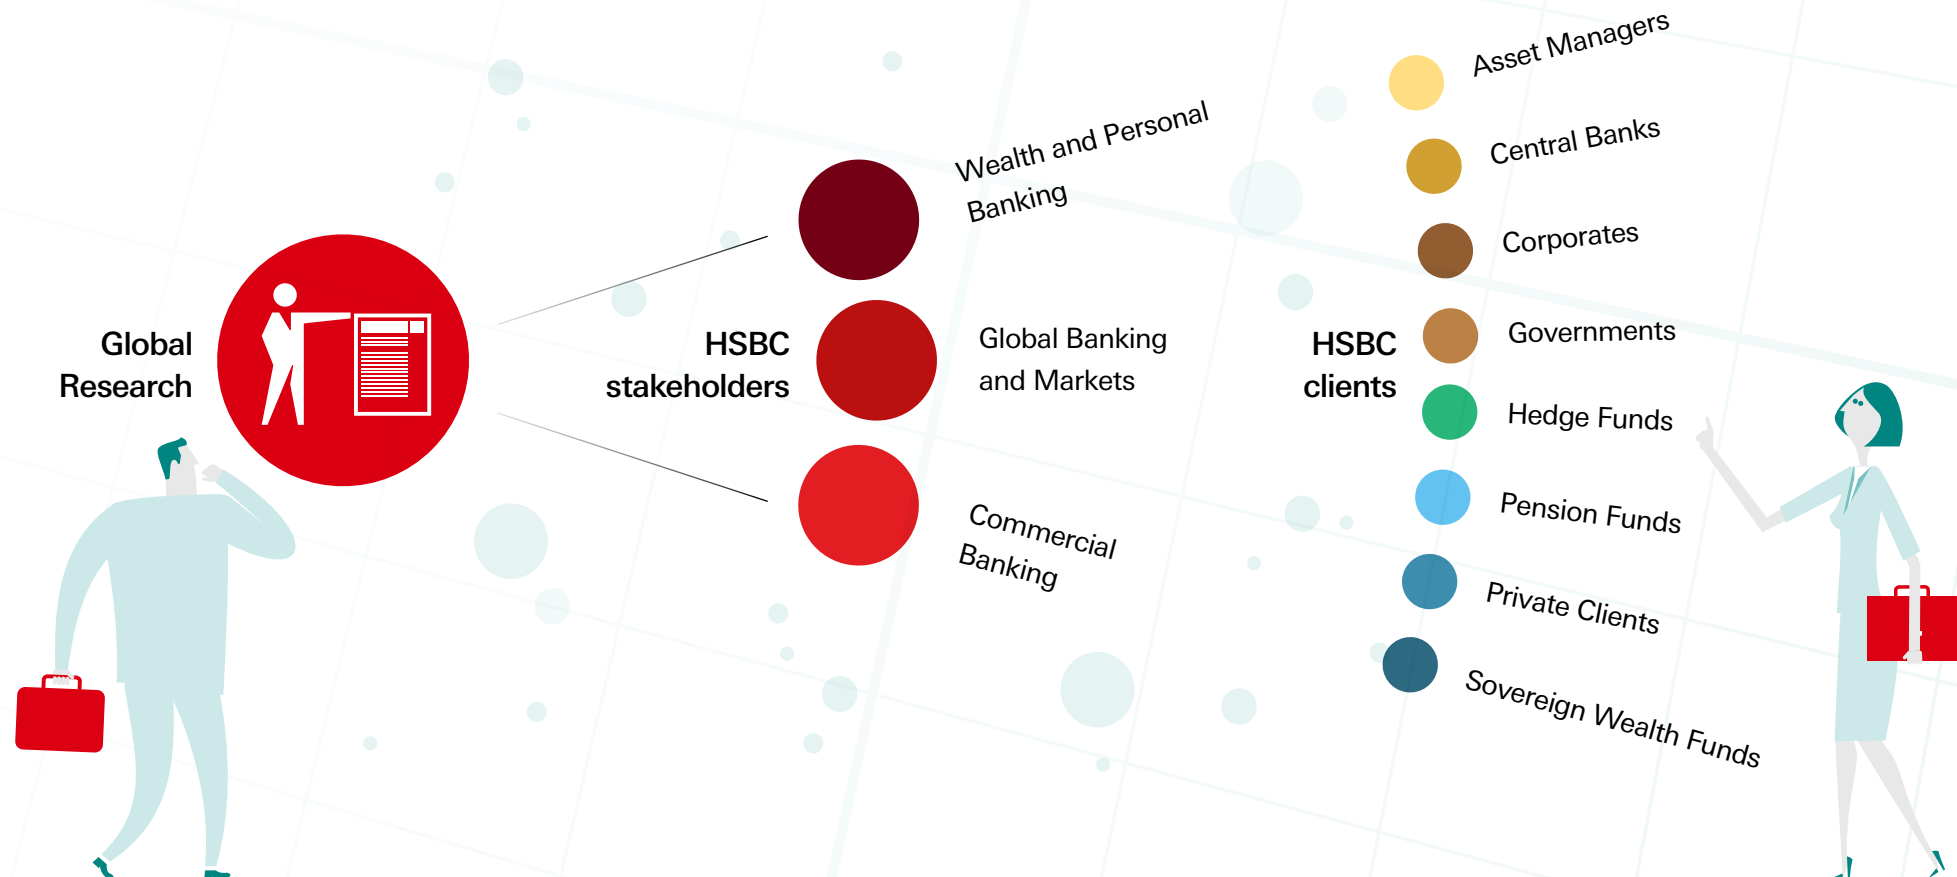 Global
Research
HSBC
stakeholders
Wealth and Personal
Banking
Global Banking
and Markets
Commercial
Banking
HSBC
clients
Asset Managers
Central Banks
Corporates
Governments
Hedge Funds
Pension Funds
Private Clients
Sovereign Wealth Funds